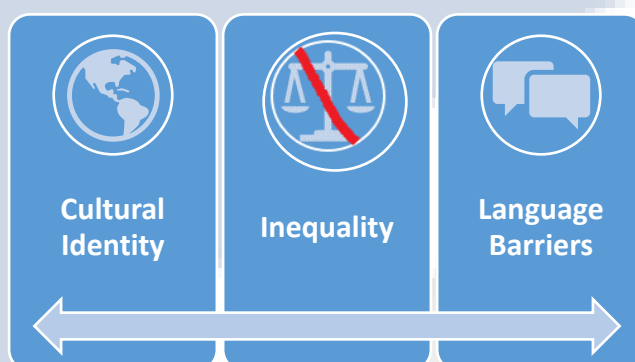 Cultural
Identity
Inequality
Language
Barriers